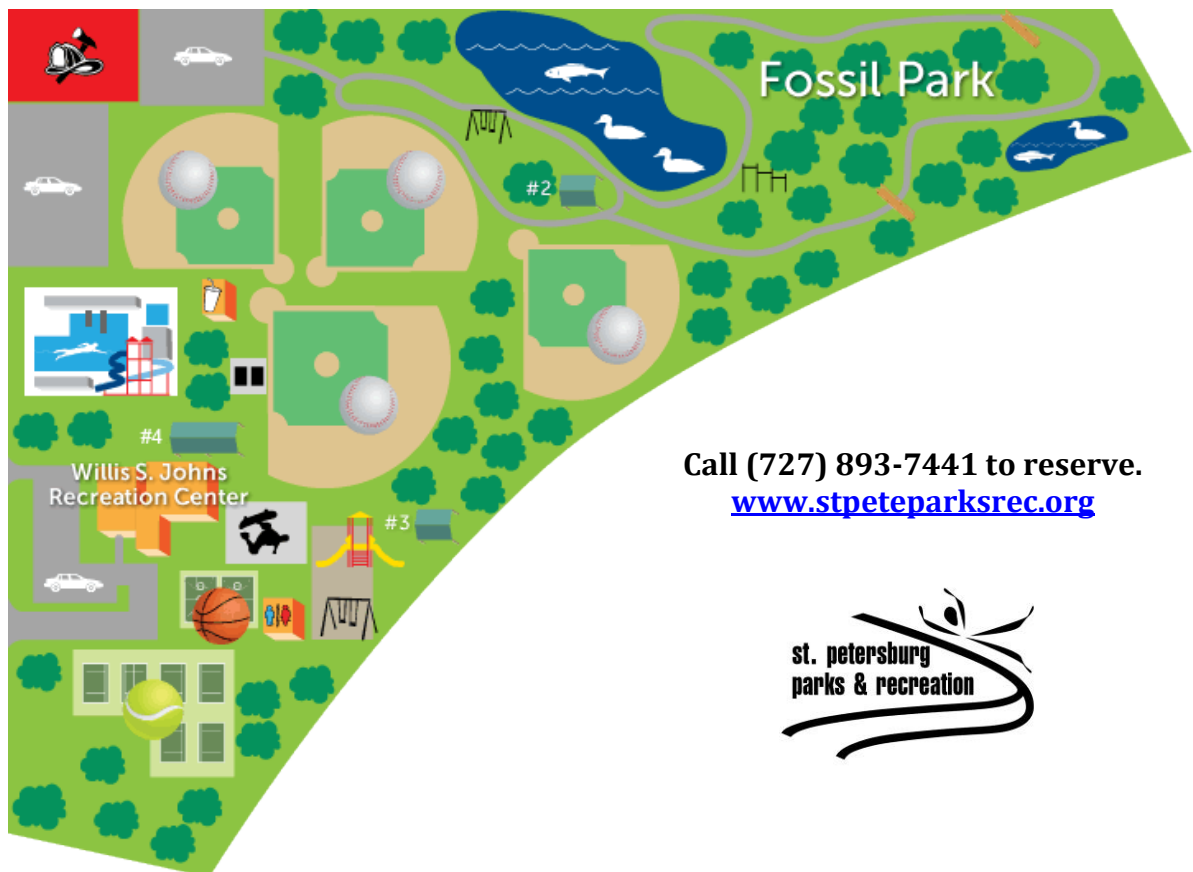 Fossil Park
#2
#4
Willis S. Johns
Recreation Center
#3
Call (727) 893-7441 to reserve.
www.stpeteparksrec.org
st. petersburg
parks & recreation